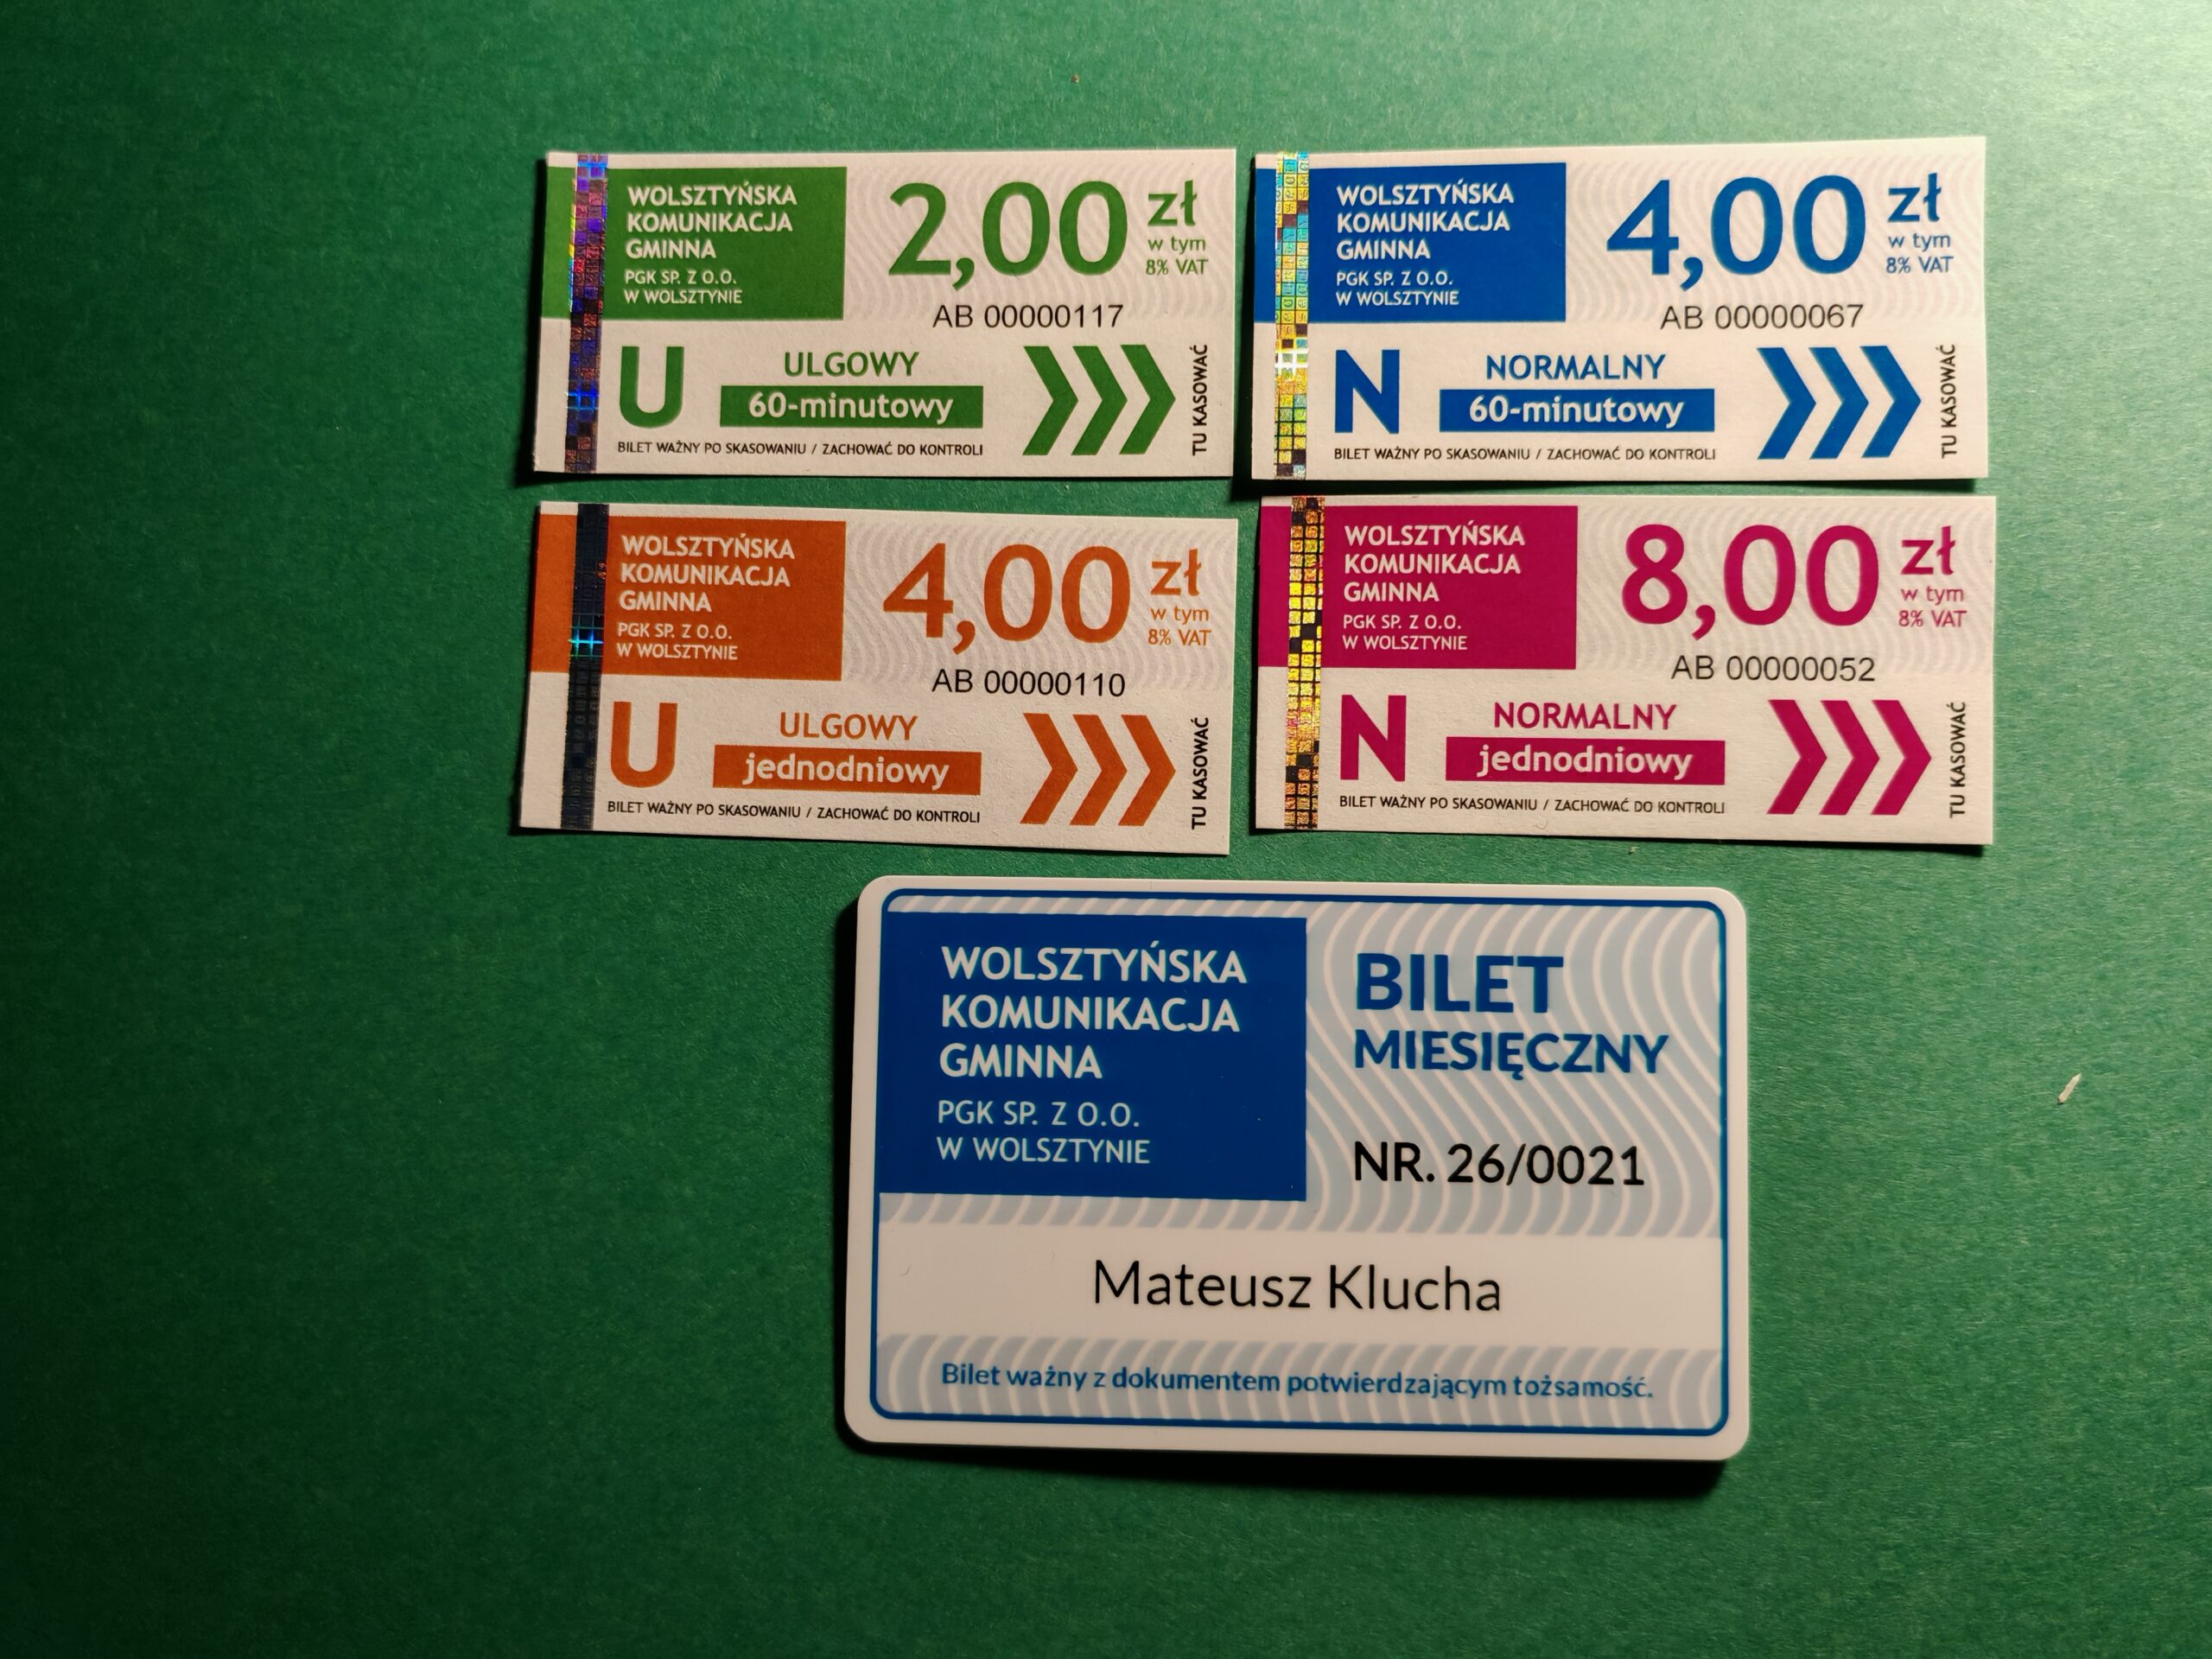 WOLSZTYŃSKA
KOMUNIKACJA
GMINNA
PGK SP. Z O.O.
W WOLSZTYNIE
2,00 zł
w tym
8% VAT
AB 00000117
U
ULGOWY
60-minutowy
BILET WAŻNY PO SKASOWANIU / ZACHOWAĆ DO KONTROLI
TU KASOWAĆ
WOLSZTYŃSKA
KOMUNIKACJA
GMINNA
PGK SP. Z O.O.
W WOLSZTYNIE
4,00 zł
w tym
8% VAT
AB 00000067
N
NORMALNY
60-minutowy
BILET WAŻNY PO SKASOWANIU / ZACHOWAĆ DO KONTROLI
TU KASOWAĆ
WOLSZTYŃSKA
KOMUNIKACJA
GMINNA
PGK SP. Z O.O.
W WOLSZTYNIE
4,00 zł
w tym
8% VAT
AB 00000110
U
ULGOWY
jednodniowy
BILET WAŻNY PO SKASOWANIU / ZACHOWAĆ DO KONTROLI
TU KASOWAĆ
WOLSZTYŃSKA
KOMUNIKACJA
GMINNA
PGK SP. Z O.O.
W WOLSZTYNIE
8,00 zł
w tym
8% VAT
AB 00000052
N
NORMALNY
jednodniowy
BILET WAŻNY PO SKASOWANIU / ZACHOWAĆ DO KONTROLI
TU KASOWAĆ
WOLSZTYŃSKA
KOMUNIKACJA
GMINNA
PGK SP. Z O.O.
W WOLSZTYNIE
BILET
MIESIĘCZNY
NR. 26/0021
Mateusz Klucha
Bilet ważny z dokumentem potwierdzającym tożsamość.